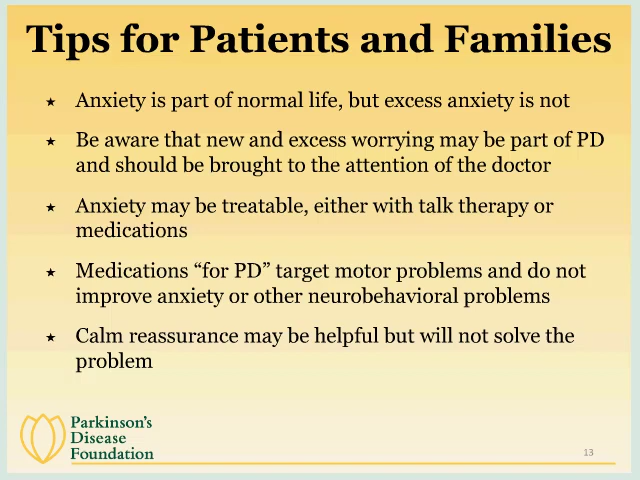 Tips for Patients and Families
★ Anxiety is part of normal life, but excess anxiety is not
★ Be aware that new and excess worrying may be part of PD
and should be brought to the attention of the doctor
★ Anxiety may be treatable, either with talk therapy or
medications
★ Medications “for PD” target motor problems and do not
improve anxiety or other neurobehavioral problems
★ Calm reassurance may be helpful but will not solve the
problem
Parkinson’s
Disease
Foundation
13